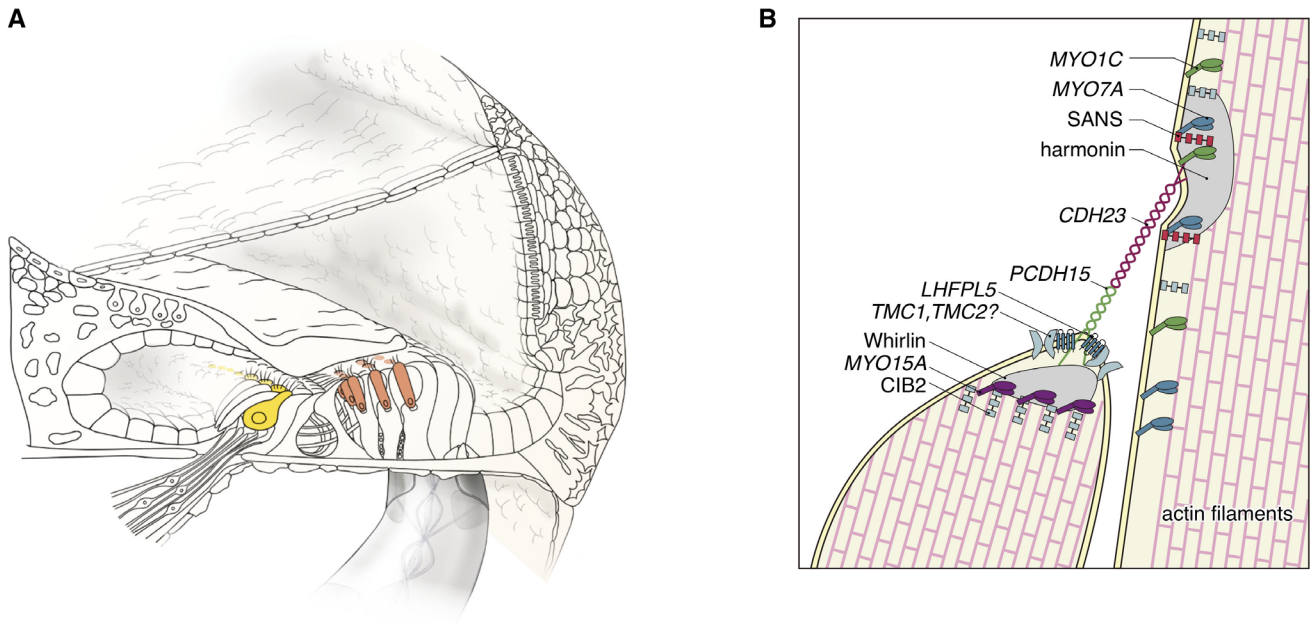 A
B
MYO1C
MYO7A
SANS
harmonin
CDH23
PCDH15
LHFPL5
TMC1,TMC2?
Whirlin
MYO15A
CIB2
actin filaments